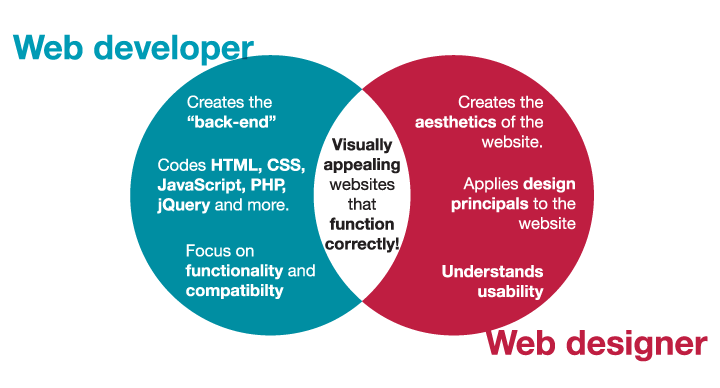 Web developer
Creates the
“back-end”
Codes HTML, CSS,
JavaScript, PHP,
jQuery and more.
Focus on
functionality and
compatibilty
Visually
appealing
websites
that
function
correctly!
Creates the
aesthetics of the
website.
Applies design
principals to the
website
Understands
usability
Web designer